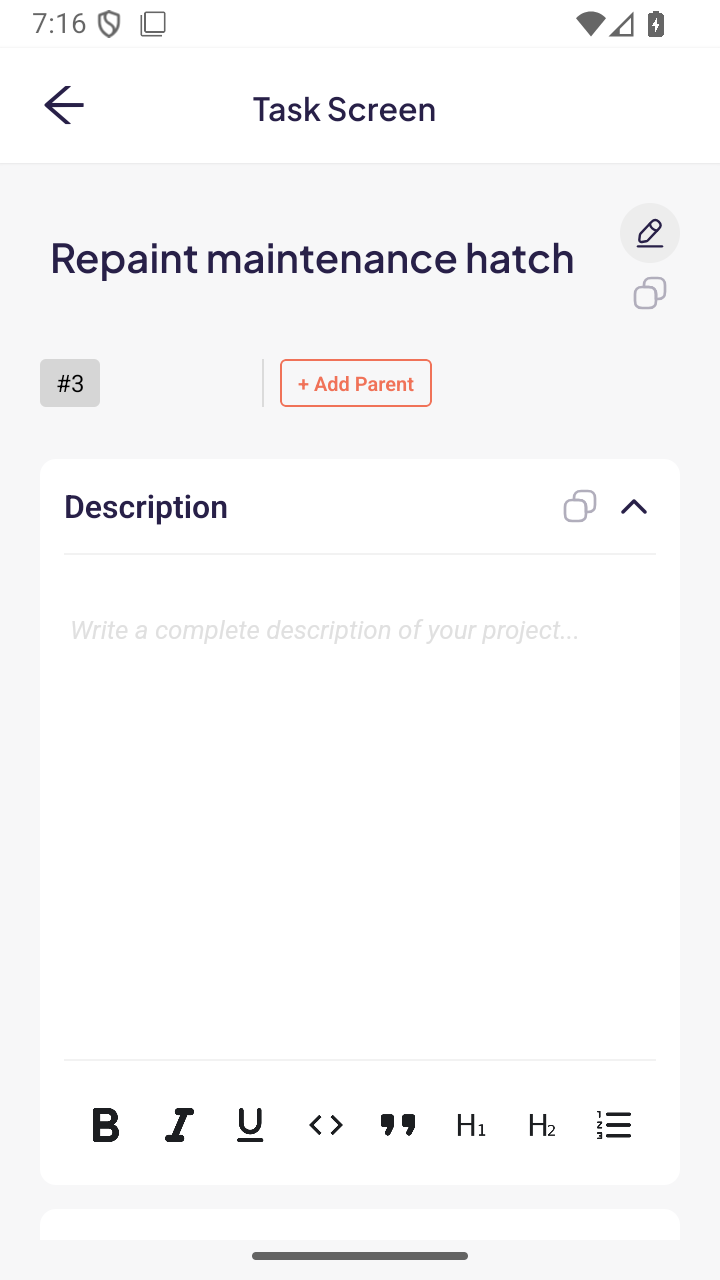 7:16
Task Screen
Repaint maintenance hatch
#3
+ Add Parent
Description
Write a complete description of your project...
B I U <> H1 H2